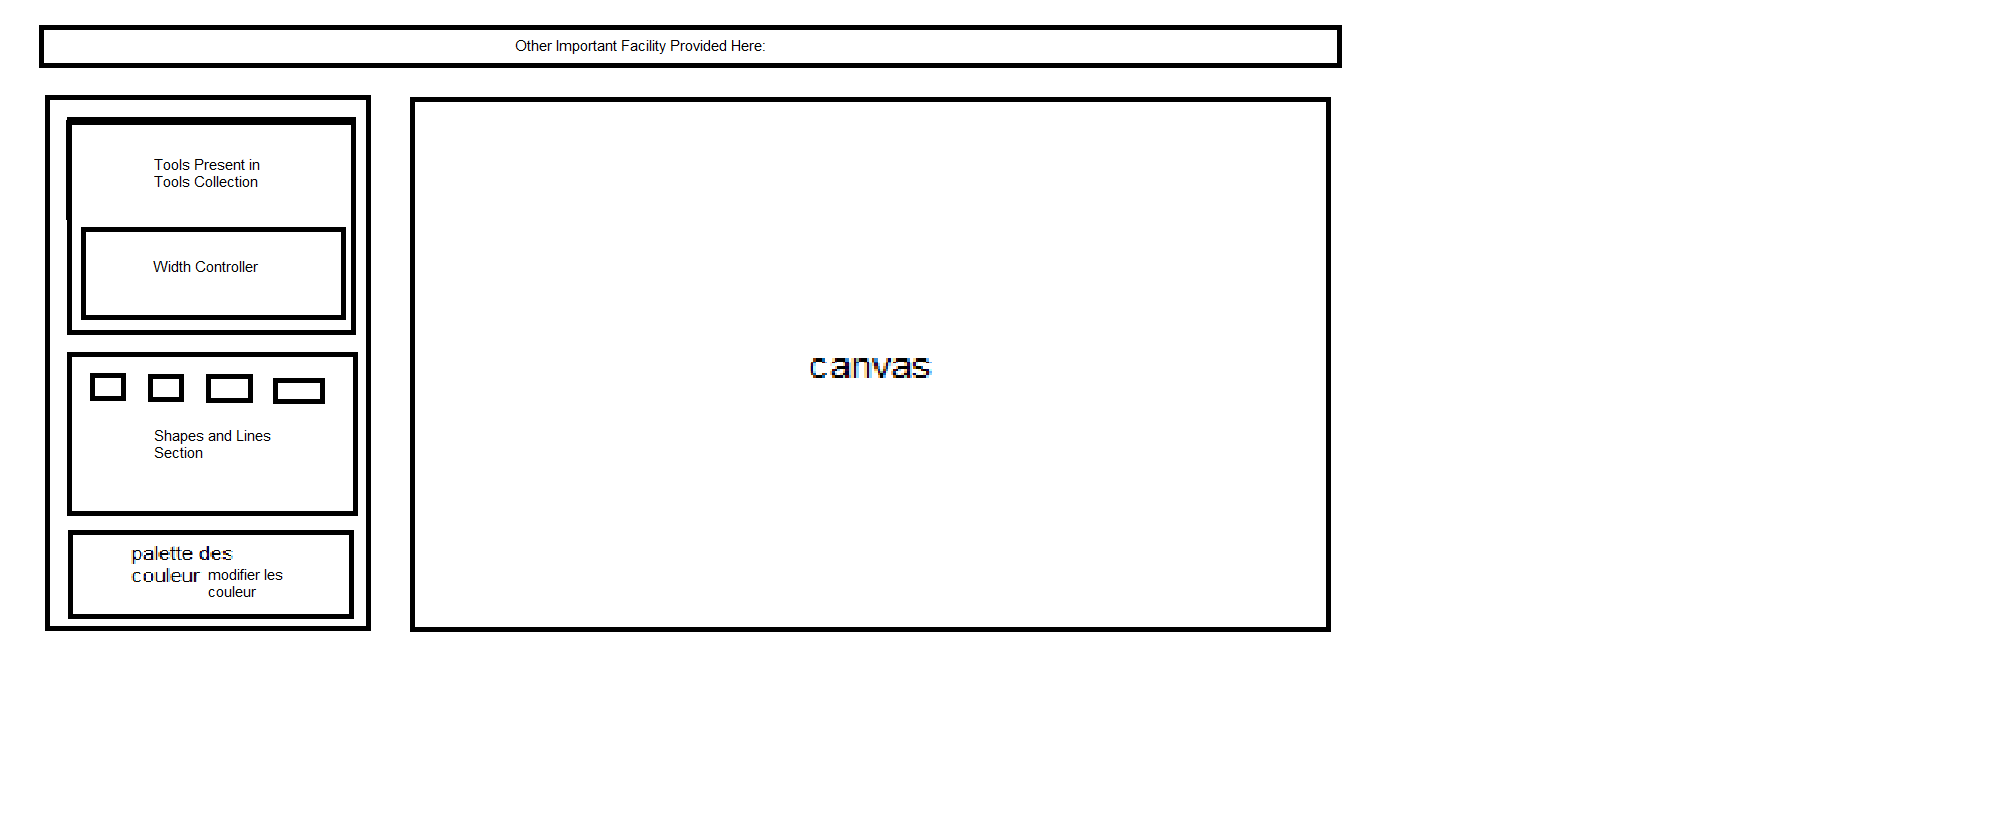 Other Important Facility Provided Here:
Tools Present in
Tools Collection
Width Controller
canvas
Shapes and Lines
Section
palette des
couleur
modifier les
couleur